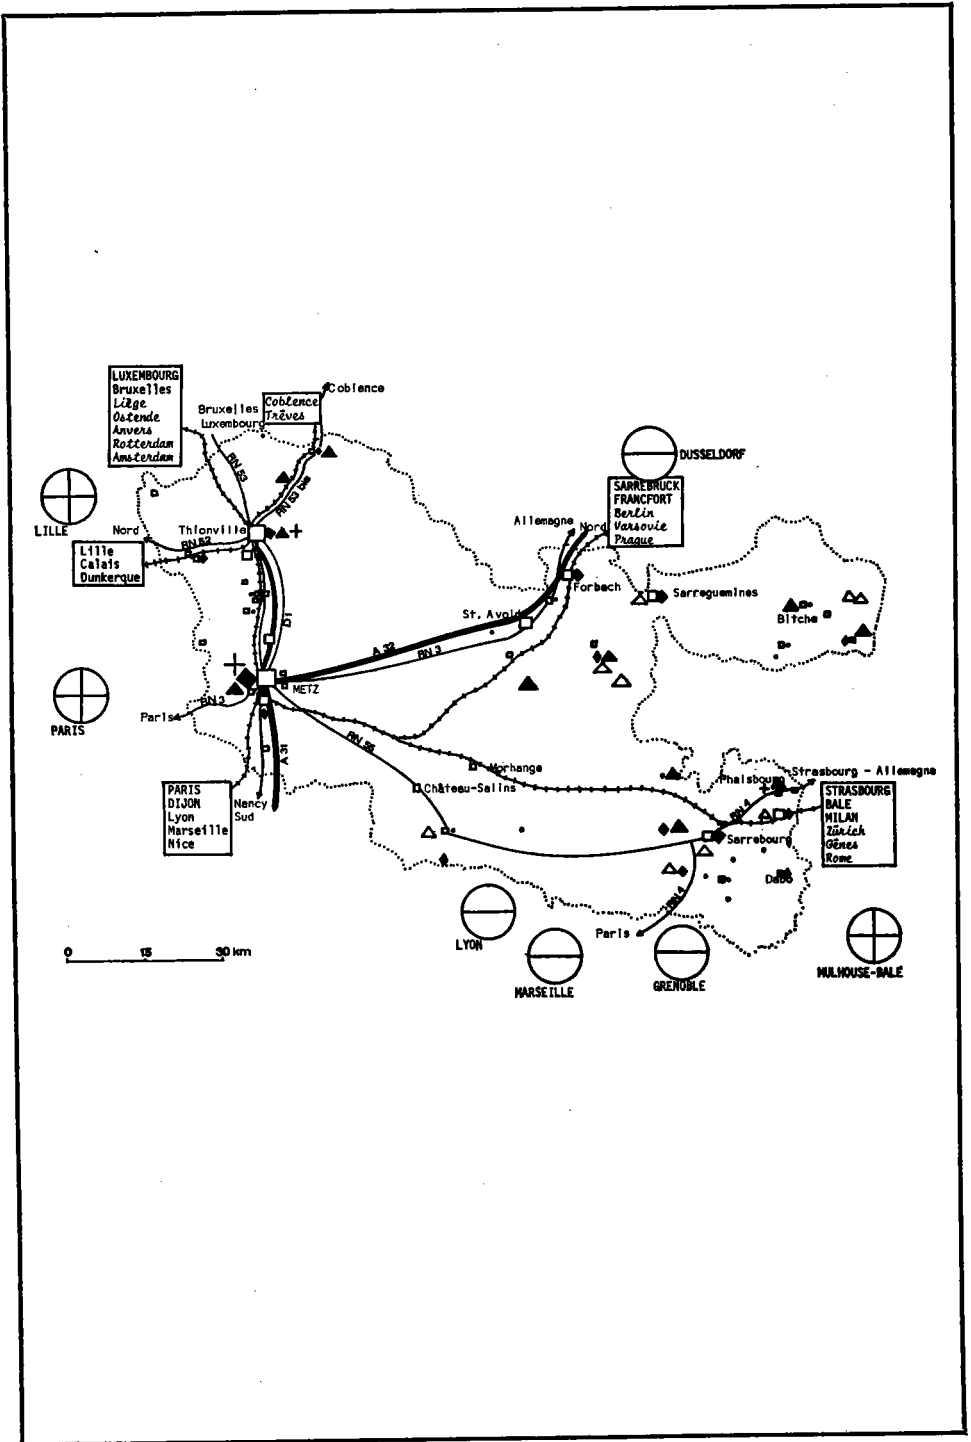 LUXEMBOURG
Bruxelles
Liège
Ostende
Anvers
Rotterdam
Amsterdam
Bruxelles
Luxembourg
Coblence
Trêves
Coblence
RN 53
RN 53 bis
LILLE
Nord
Thionville
RN 52
Lille
Calais
Dunkerque
D1
DUSSELDORF
SARREBRUCK
FRANCFORT
Berlin
Varsovie
Prague
Allemagne
Nord
Forbach
Sarreguemines
Bitche
St. Avold
A 32
RN 3
METZ
RN 3
Paris
PARIS
A 31
RN 55
PARIS
DIJON
Lyon
Marseille
Nice
Nancy
Sud
Morhange
Château-Salins
Phalsbourg
Strasbourg - Allemagne
RN 4
STRASBOURG
BALE
MILAN
Zürich
Gênes
Rome
Sarrebourg
Dabo
RN 4
Paris
LYON
MARSEILLE
GRENOBLE
MULHOUSE-BALE
0 15 30 km